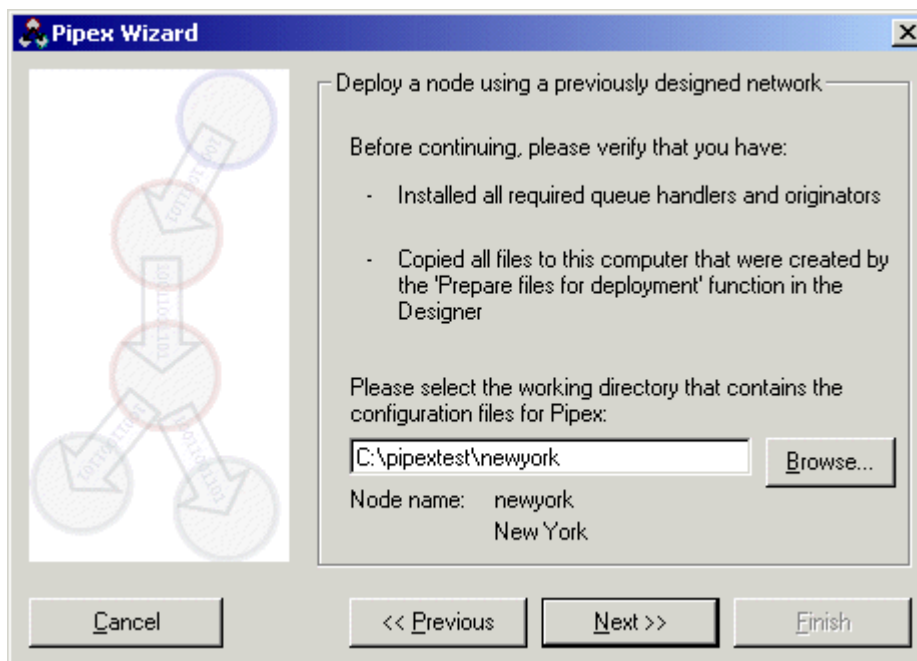 Pipex Wizard
Deploy a node using a previously designed network
Before continuing, please verify that you have:
- Installed all required queue handlers and originators
- Copied all files to this computer that were created by
the 'Prepare files for deployment' function in the
Designer
Please select the working directory that contains the
configuration files for Pipex:
C:\pipextest\newyork
Browse...
Node name: newyork
New York
Cancel
<< Previous
Next >>
Finish